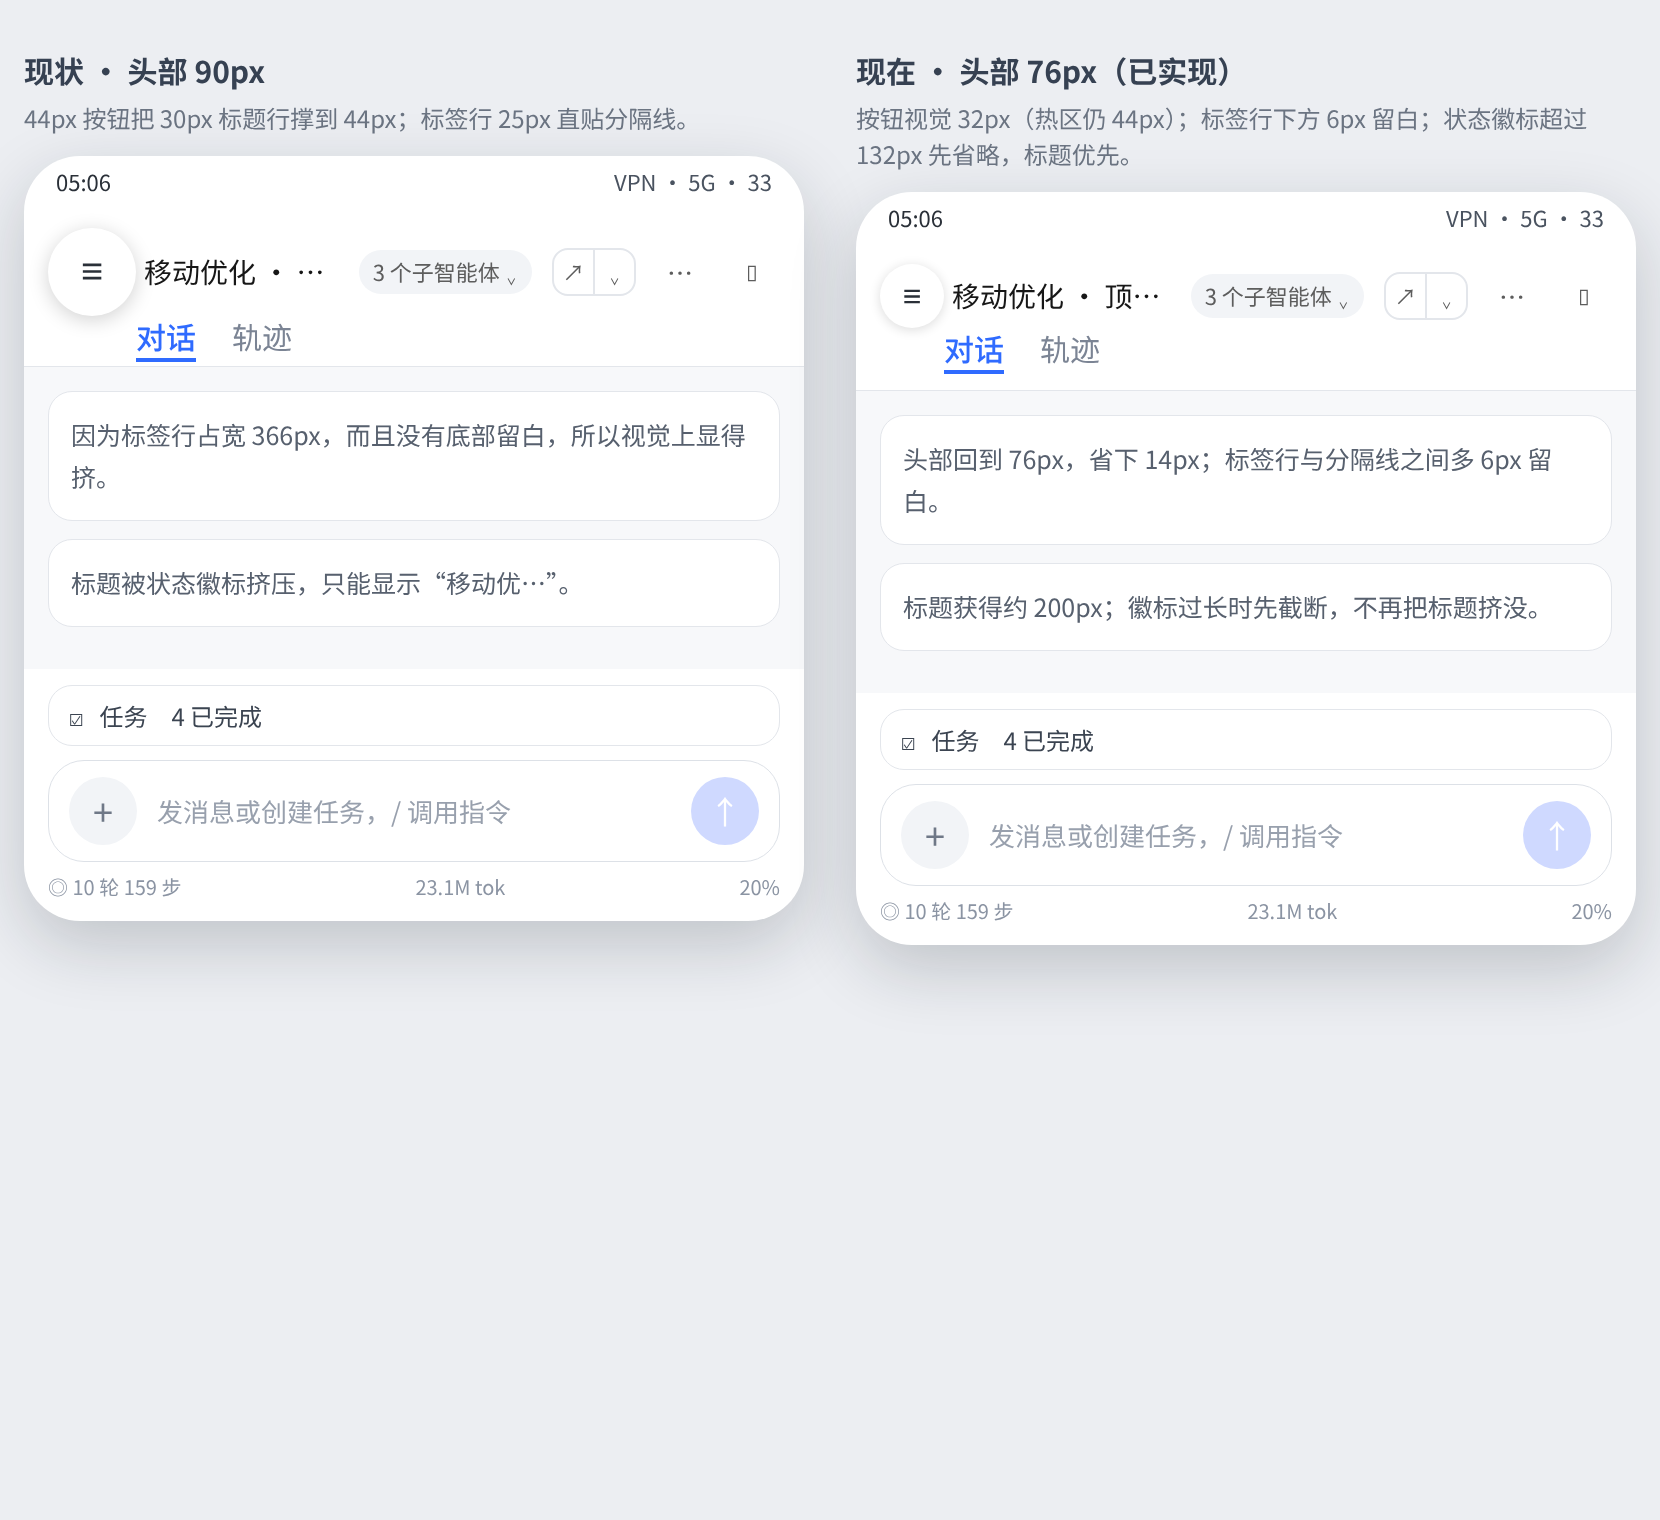 现状 · 头部 90px
44px 按钮把 30px 标题行撑到 44px；标签行 25px 直贴分隔线。
05:06
VPN · 5G · 33
移动优化 · …
3 个子智能体
对话
轨迹
因为标签行占宽 366px，而且没有底部留白，所以视觉上显得
挤。
标题被状态徽标挤压，只能显示“移动优…”。
任务 4 已完成
发消息或创建任务，/ 调用指令
◎ 10 轮 159 步
23.1M tok
20%
现在 · 头部 76px（已实现）
按钮视觉 32px（热区仍 44px）；标签行下方 6px 留白；状态徽标超过
132px 先省略，标题优先。
05:06
VPN · 5G · 33
移动优化 · 顶…
3 个子智能体
对话
轨迹
头部回到 76px，省下 14px；标签行与分隔线之间多 6px 留
白。
标题获得约 200px；徽标过长时先截断，不再把标题挤没。
任务 4 已完成
发消息或创建任务，/ 调用指令
◎ 10 轮 159 步
23.1M tok
20%